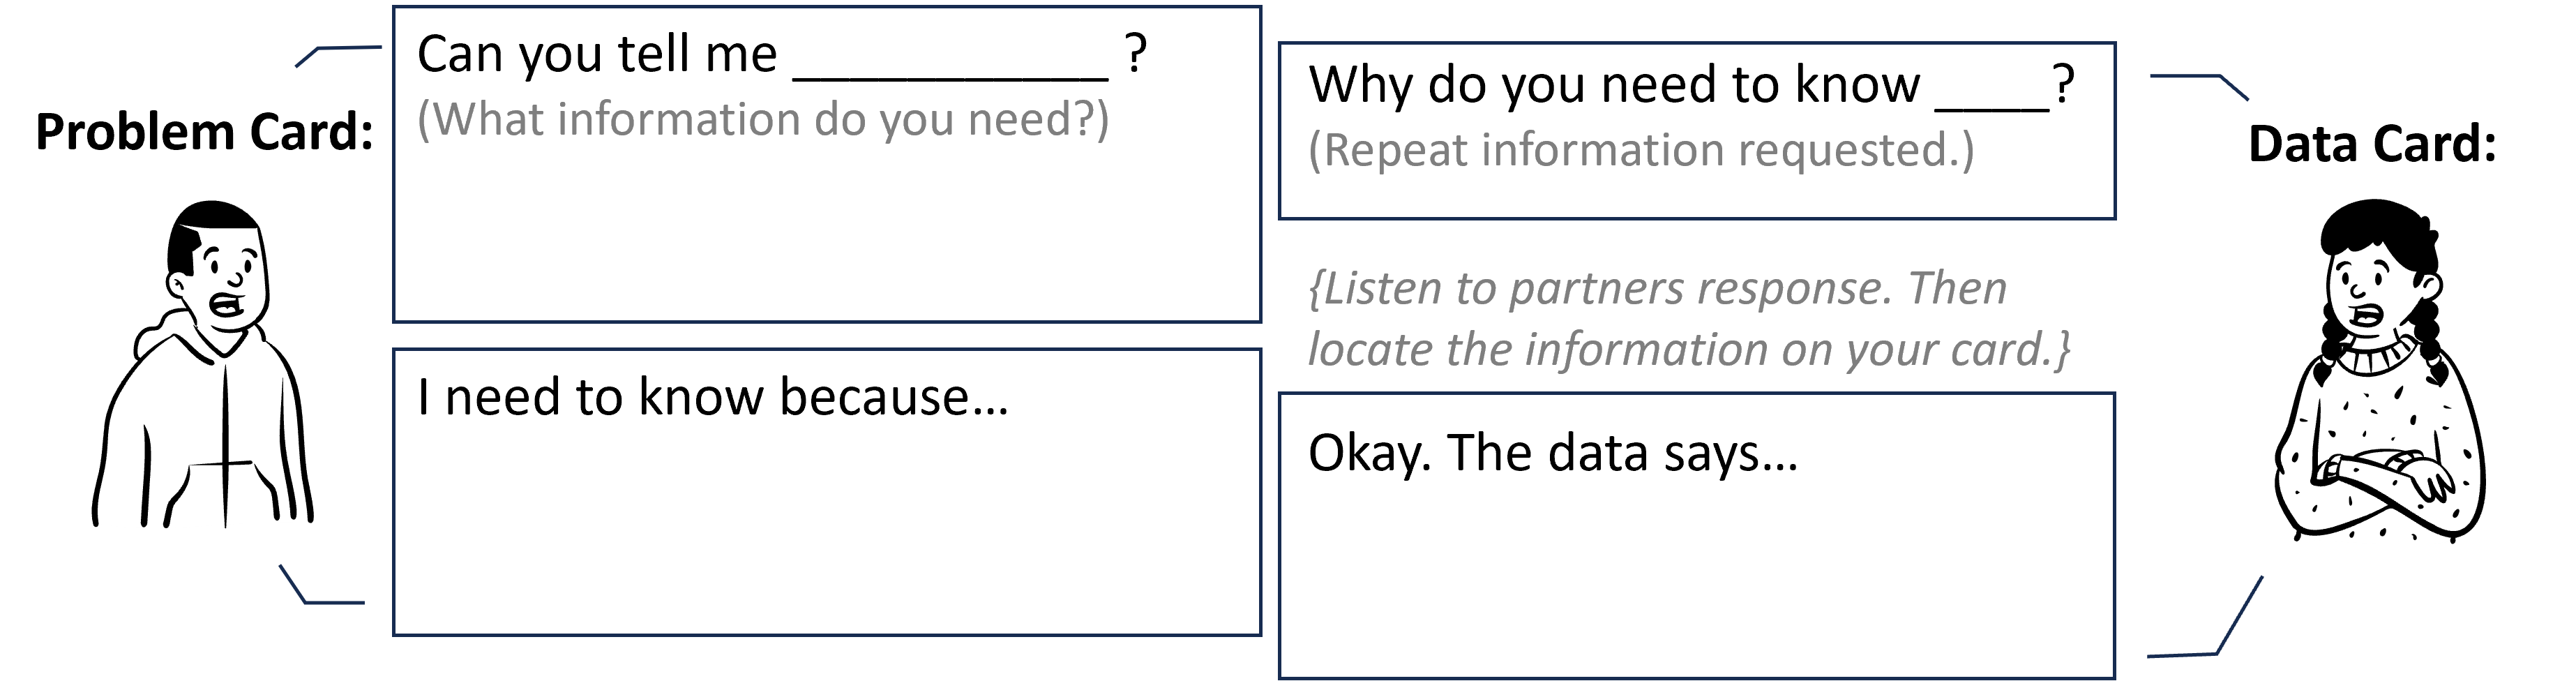 Problem Card:
Can you tell me ___________ ?
(What information do you need?)
I need to know because...
Why do you need to know ____?
(Repeat information requested.)
{Listen to partners response. Then
locate the information on your card.}
Okay. The data says...
Data Card: